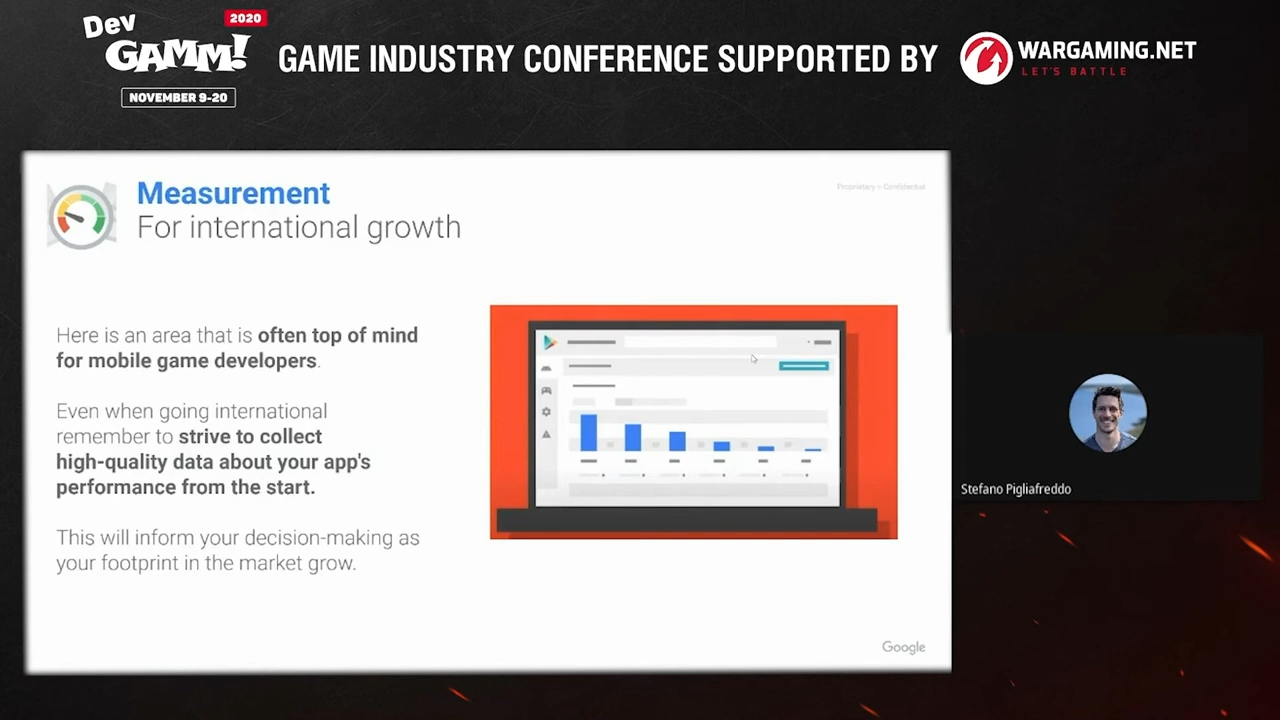 Dev
GAMM!
2020
NOVEMBER 9-20
GAME INDUSTRY CONFERENCE SUPPORTED BY
WARGAMING.NET
LET'S BATTLE
Measurement
For international growth
Proprietary + Confidential
Here is an area that is often top of mind
for mobile game developers.
Even when going international
remember to strive to collect
high-quality data about your app's
performance from the start.
This will inform your decision-making as
your footprint in the market grow.
Google
Stefano Pigliafreddo